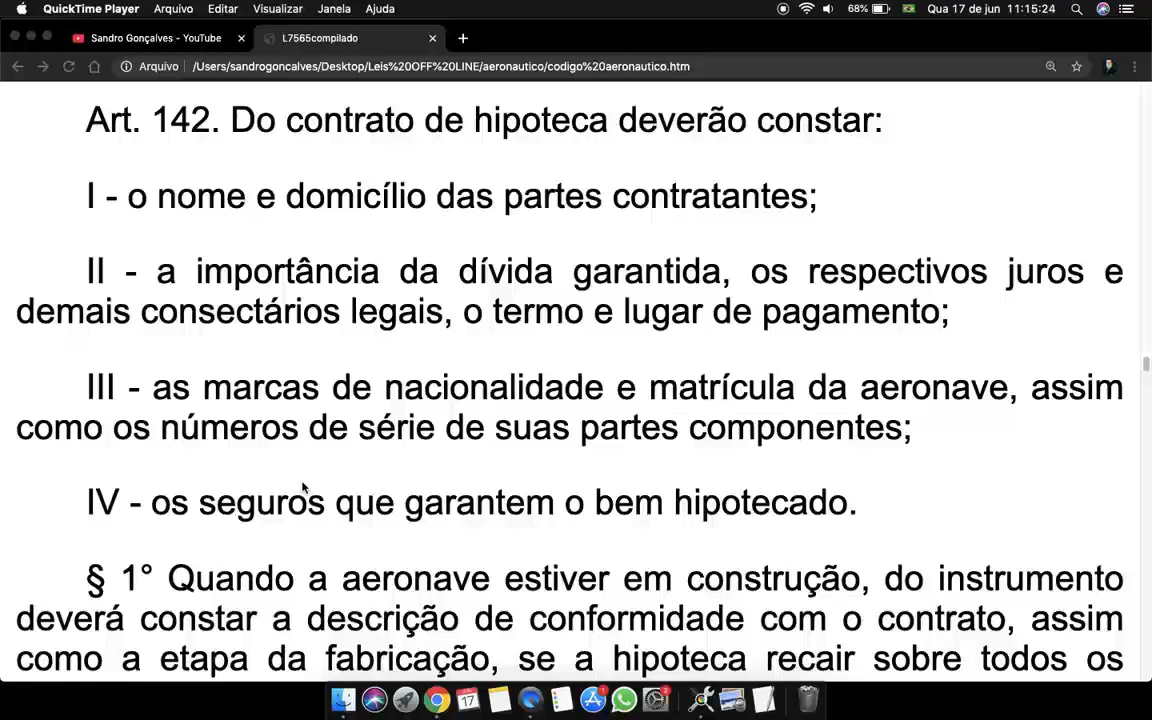 QuickTime Player Arquivo Editar Visualizar Janela Ajuda 68% Qua 17 de jun 11:15:24
Sandro Gonçalves - YouTube L7565compilado
Arquivo /Users/sandrogoncalves/Desktop/Leis%20OFF%20LINE/aeronautico/codigo%20aeronautico.htm
Art. 142. Do contrato de hipoteca deverão constar:
I - o nome e domicílio das partes contratantes;
II - a importância da dívida garantida, os respectivos juros e
demais consectários legais, o termo e lugar de pagamento;
III - as marcas de nacionalidade e matrícula da aeronave, assim
como os números de série de suas partes componentes;
IV - os seguros que garantem o bem hipotecado.
§ 1° Quando a aeronave estiver em construção, do instrumento
deverá constar a descrição de conformidade com o contrato, assim
como a etapa da fabricação, se a hipoteca recair sobre todos os
17